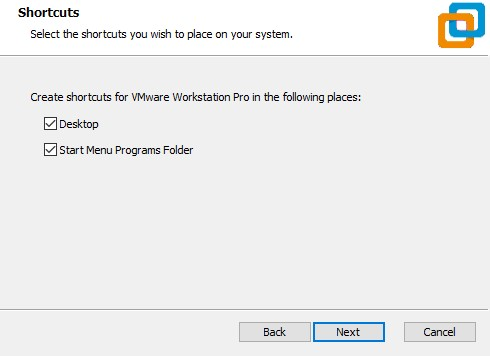 Shortcuts
Select the shortcuts you wish to place on your system.
Create shortcuts for VMware Workstation Pro in the following places:
Desktop
Start Menu Programs Folder
Back Next Cancel